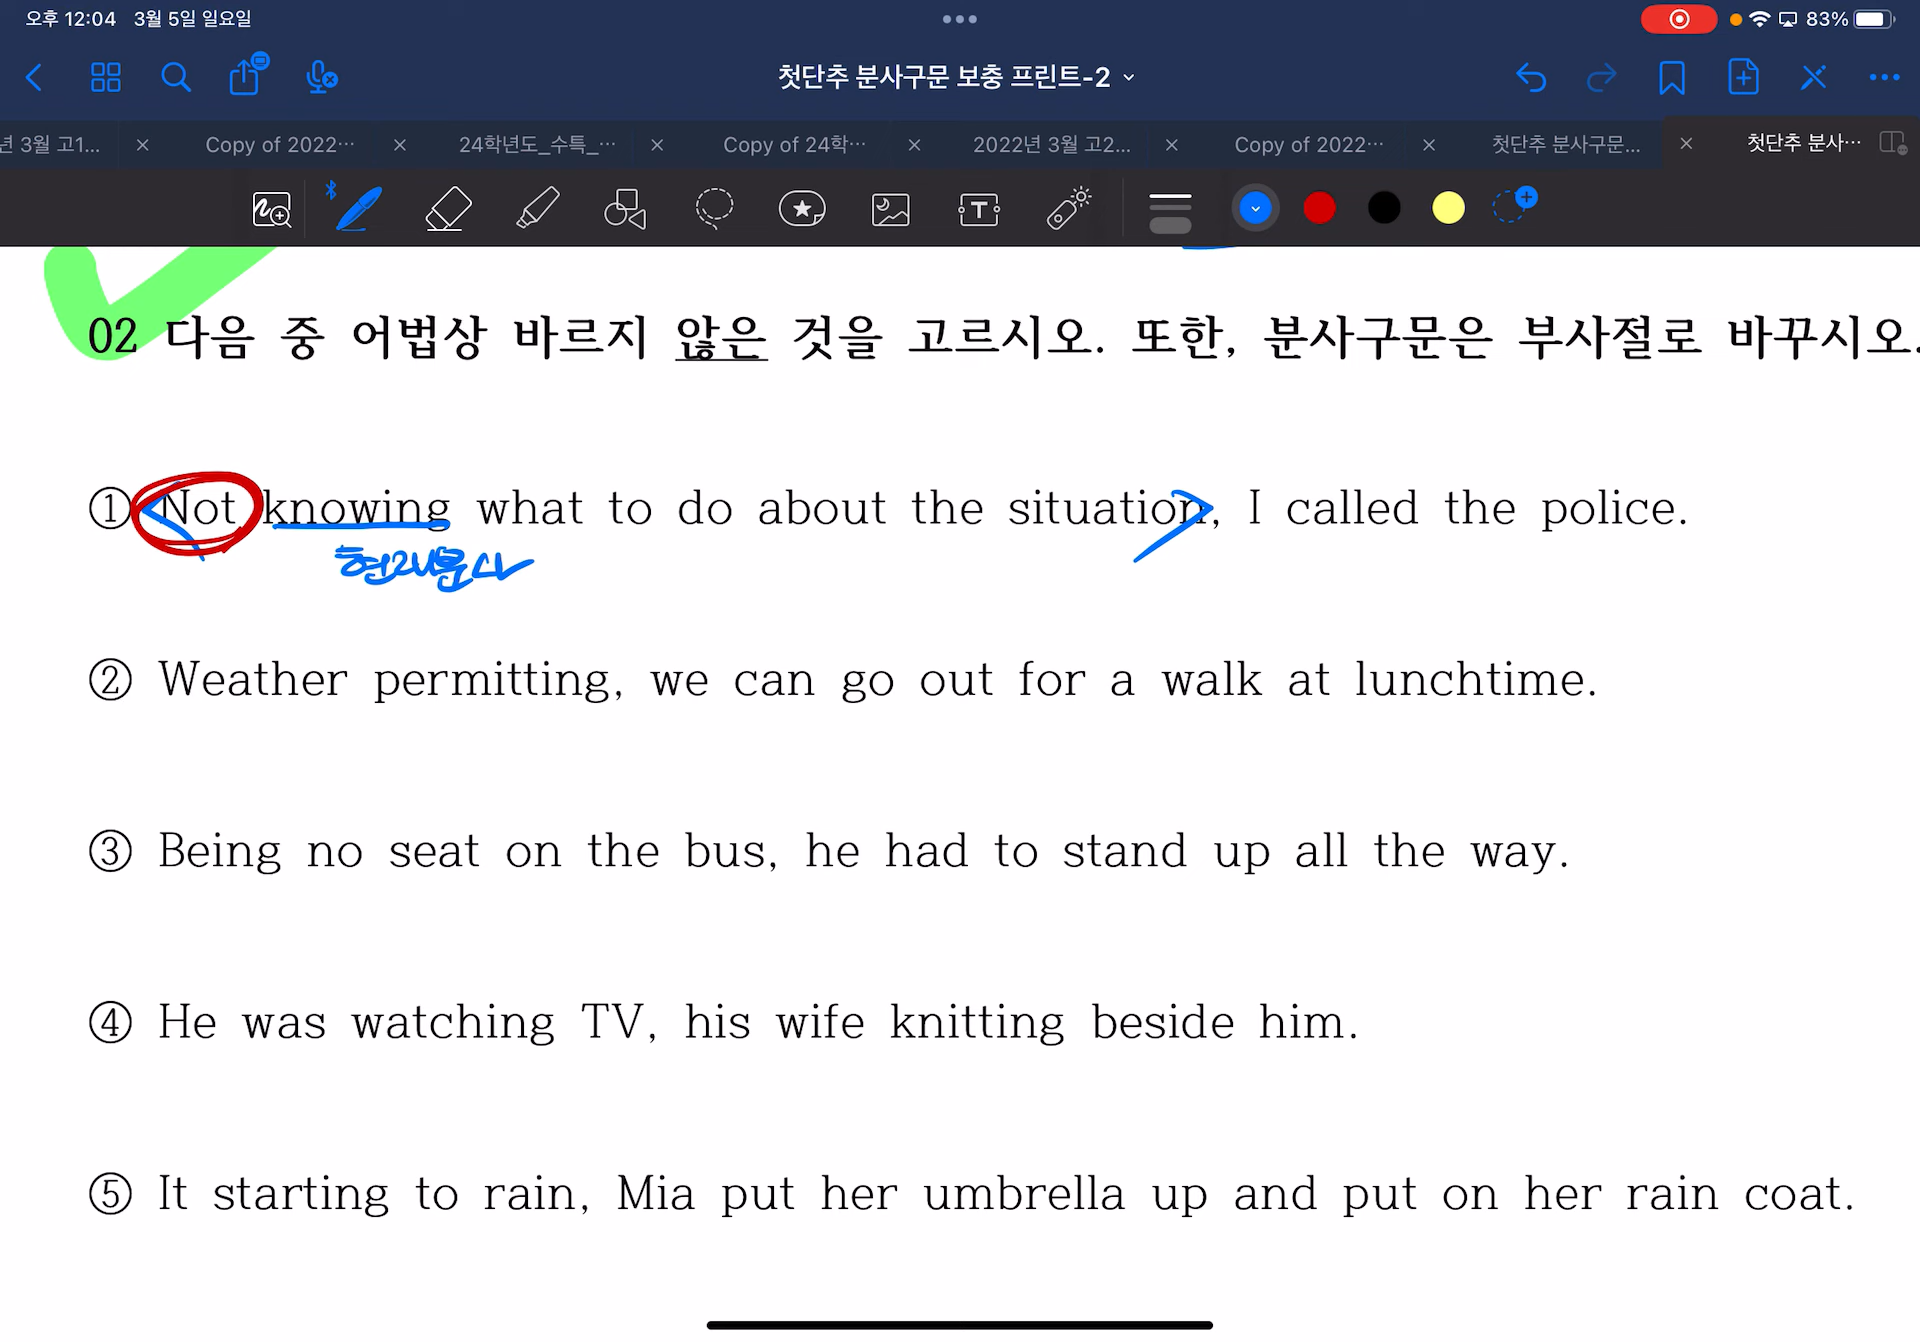 오후 12:04 3월 5일 일요일
83%
첫단추 분사구문 보충 프린트-2
년 3월 고1... Copy of 2022… 24학년도_수특_… Copy of 24학… 2022년 3월 고2... Copy of 2022… 첫단추 분사구문... 첫단추 분사…
02 다음 중 어법상 바르지 않은 것을 고르시오. 또한, 분사구문은 부사절로 바꾸시오.
① Not knowing what to do about the situation, I called the police.
현재분사
② Weather permitting, we can go out for a walk at lunchtime.
③ Being no seat on the bus, he had to stand up all the way.
④ He was watching TV, his wife knitting beside him.
⑤ It starting to rain, Mia put her umbrella up and put on her rain coat.